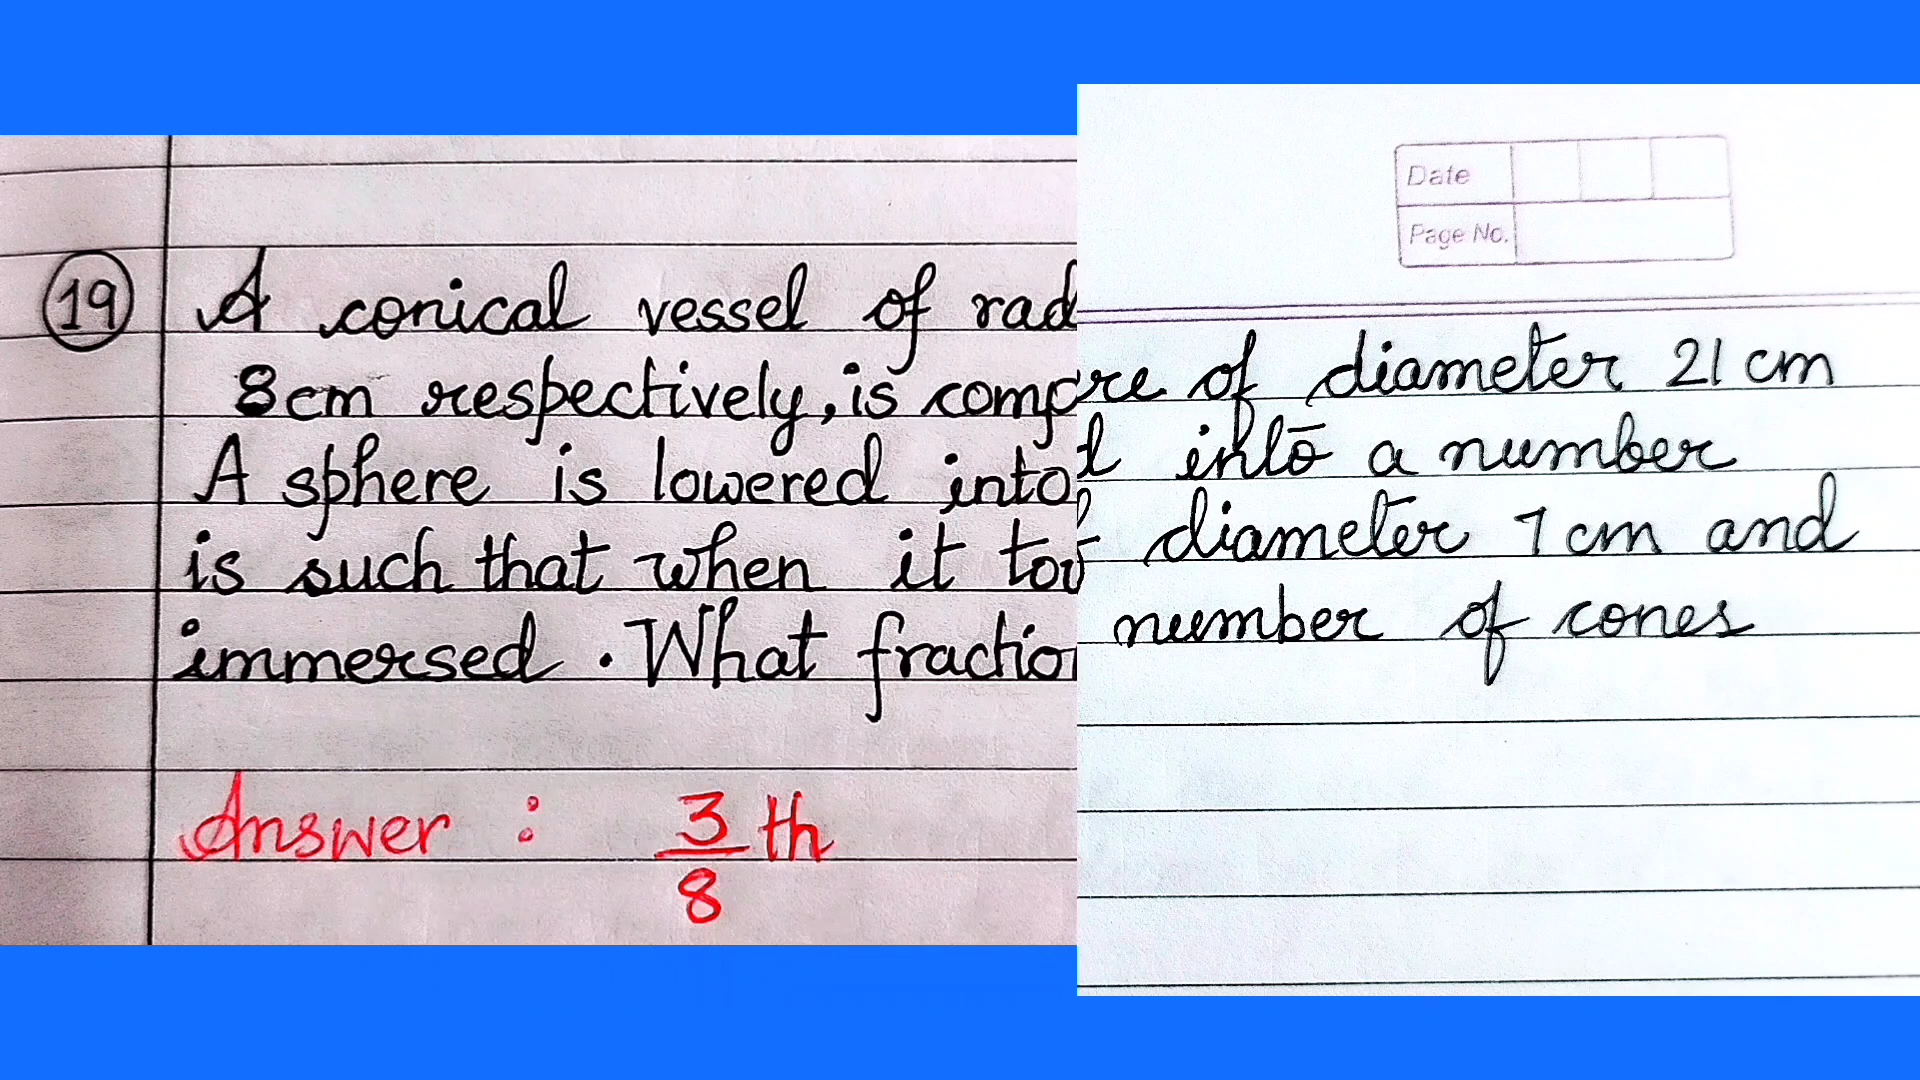 19 A conical vessel of rad
8cm respectively, is comp
A sphere is lowered into
is such that when it tou
immersed. What fractio
Answer : 3/8 th
Date
Page No.
re of diameter 21 cm
d into a number
diameter 7 cm and
number of cones